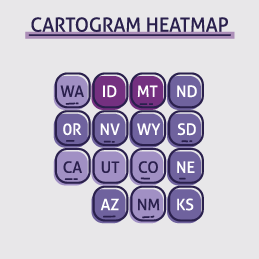 CARTOGRAM HEATMAP
WA ID MT ND
OR NV WY SD
CA UT CO NE
AZ NM KS